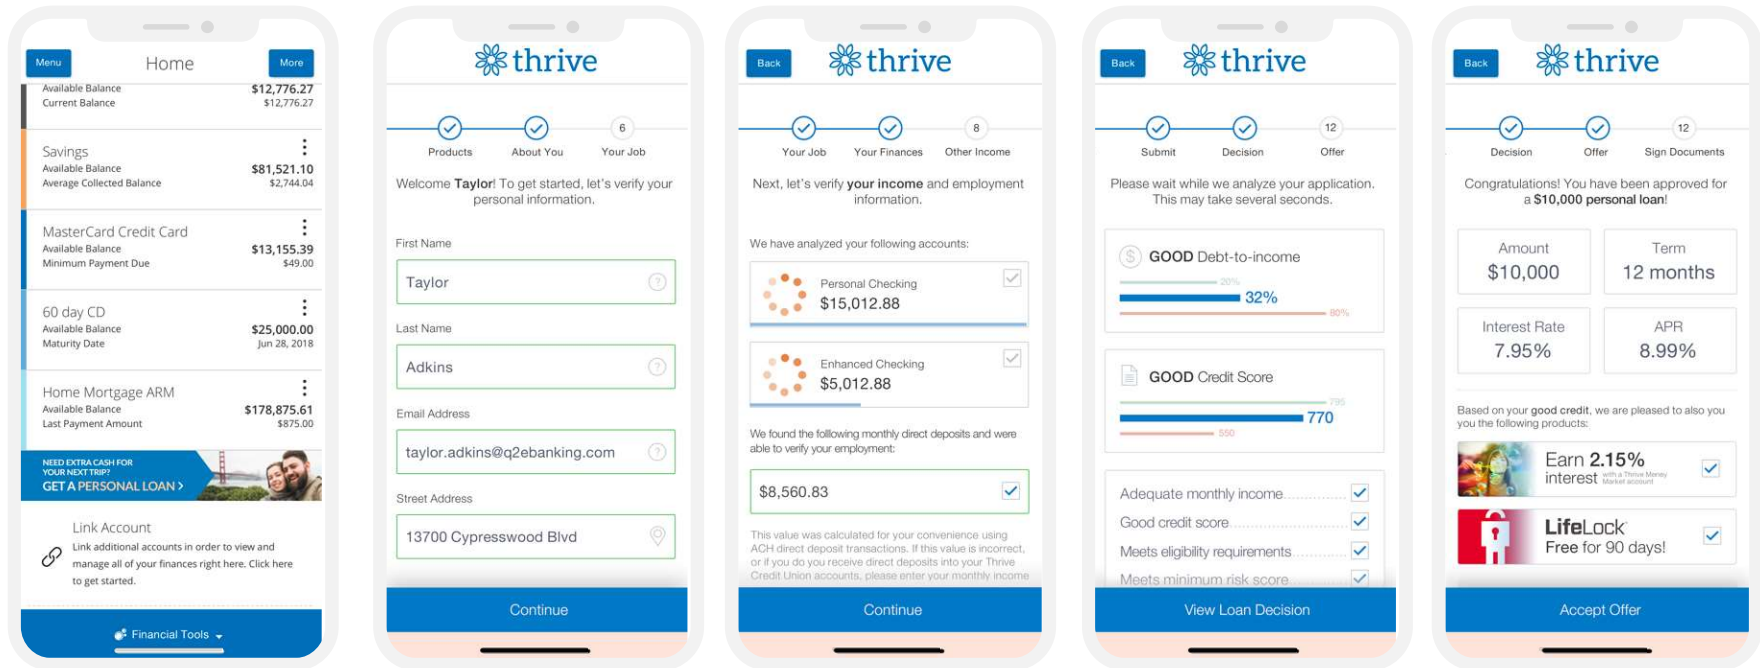 Menu
Home
More
Available Balance $12,776.27
Current Balance $12,776.27
Savings
Available Balance $81,521.10
Average Collected Balance $2,744.04
MasterCard Credit Card
Available Balance $13,155.39
Minimum Payment Due $49.00
60 day CD
Available Balance $25,000.00
Maturity Date Jun 28, 2018
Home Mortgage ARM
Available Balance $178,875.61
Last Payment Amount $875.00
NEED EXTRA CASH FOR
YOUR NEXT TRIP?
GET A PERSONAL LOAN >
Link Account
Link additional accounts in order to view and
manage all of your finances right here. Click here
to get started.
Financial Tools
thrive
6
Products About You Your Job
Welcome Taylor! To get started, let's verify your
personal information.
First Name
Taylor
Last Name
Adkins
Email Address
taylor.adkins@q2ebanking.com
Street Address
13700 Cypresswood Blvd
Continue
Back
thrive
8
Your Job Your Finances Other Income
Next, let's verify your income and employment
information.
We have analyzed your following accounts:
Personal Checking
$15,012.88
Enhanced Checking
$5,012.88
We found the folllowing monthly direct deposits and were
able to verify your employment:
$8,560.83
This value was calculated for your convenience using
ACH direct deposit transactions. If this value is incorrect,
or if you do you receive direct deposits into your Thrive
Credit Union accounts, please enter your monthly income
Continue
Back
thrive
12
Submit Decision Offer
Please wait while we analyze your application.
This may take several seconds.
GOOD Debt-to-income
20%
32%
80%
GOOD Credit Score
795
770
550
Adequate monthly income
Good credit score
Meets eligibility requirements
Meets minimum risk score
View Loan Decision
Back
thrive
12
Decision Offer Sign Documents
Congratulations! You have been approved for
a $10,000 personal loan!
Amount
$10,000
Term
12 months
Interest Rate
7.95%
APR
8.99%
Based on your good credit, we are pleased to also you
you the following products:
Earn 2.15%
interest with a Thrive Money
Market account
LifeLock
Free for 90 days!
Accept Offer